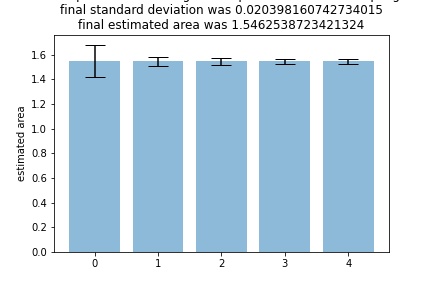 final standard deviation was 0.020398160742734015
final estimated area was 1.5462538723421324
estimated area
1.6
1.4
1.2
1.0
0.8
0.6
0.4
0.2
0.0
0 1 2 3 4